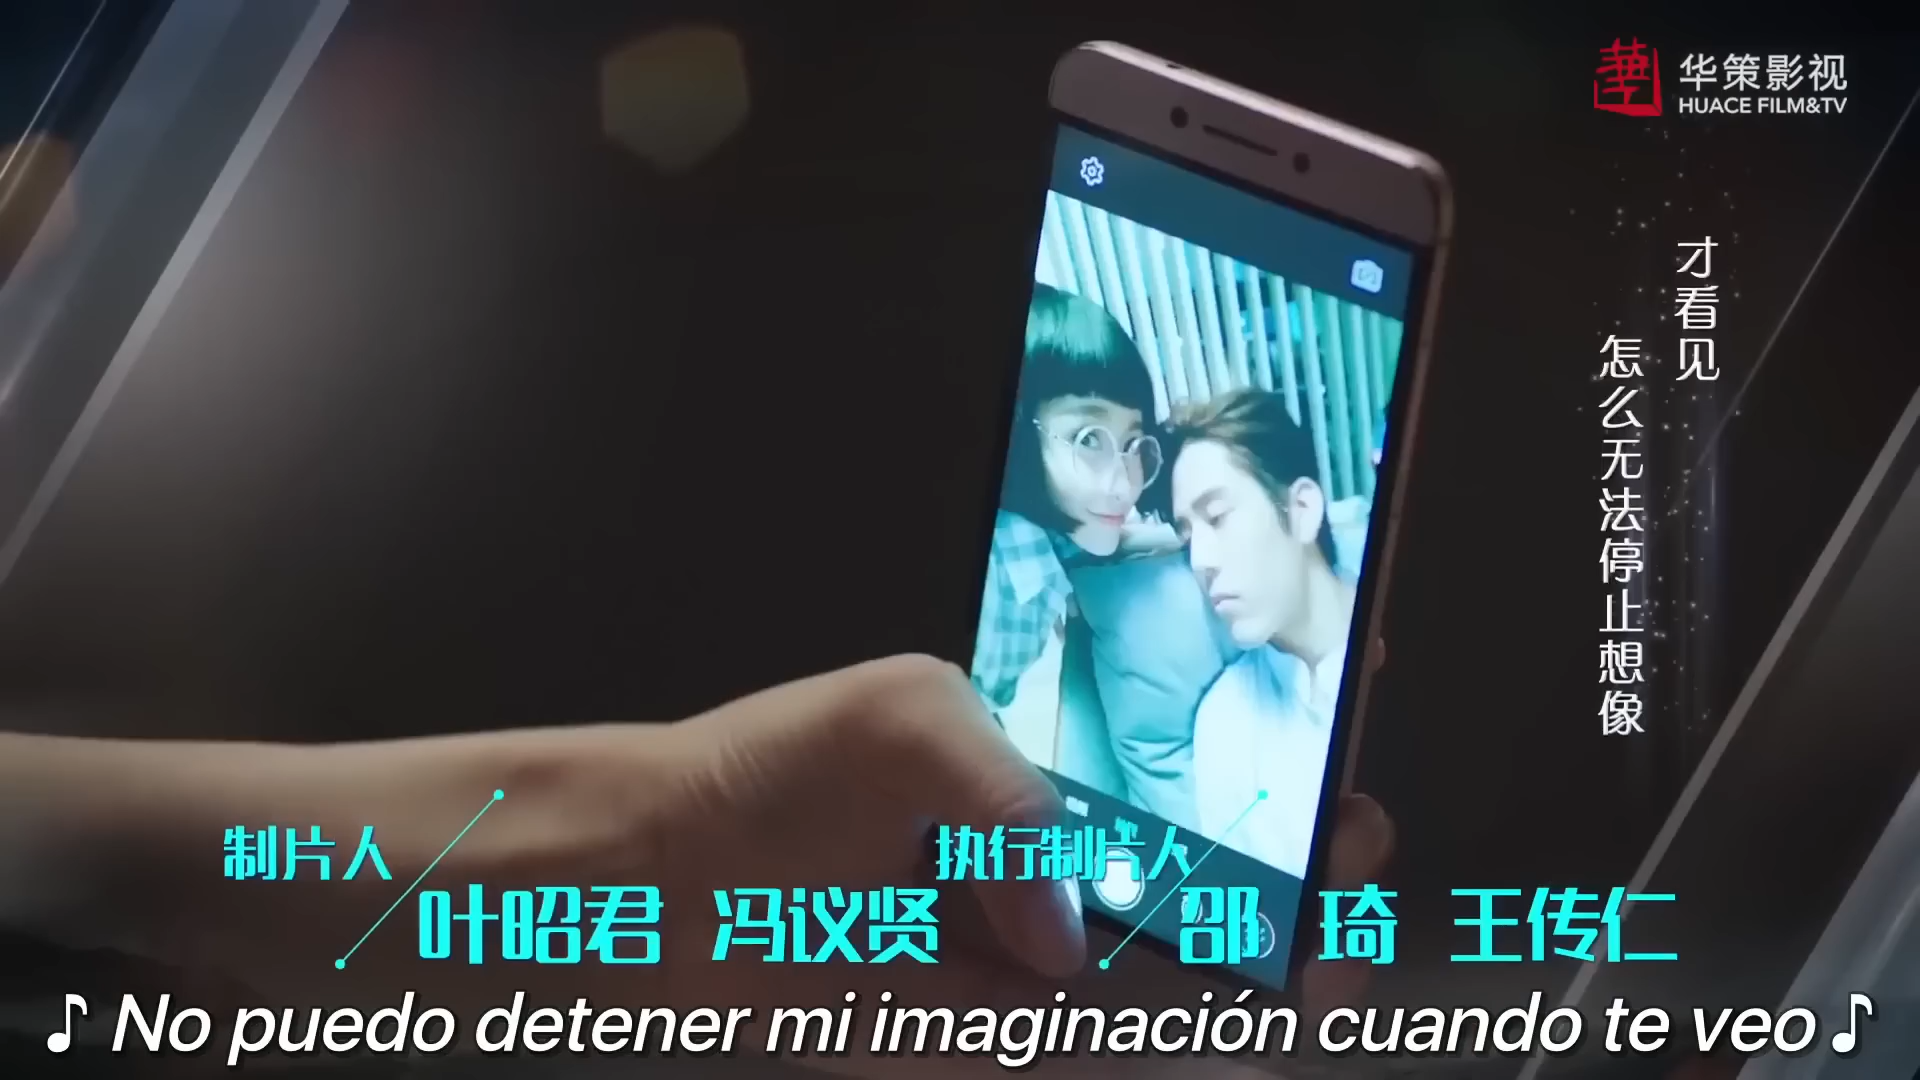 华策影视
HUACE FILM&TV
才看见
怎么无法停止想像
制片人
叶昭君 冯议贤
执行制片人
邵 琦 王传仁
♪ No puedo detener mi imaginación cuando te veo ♪